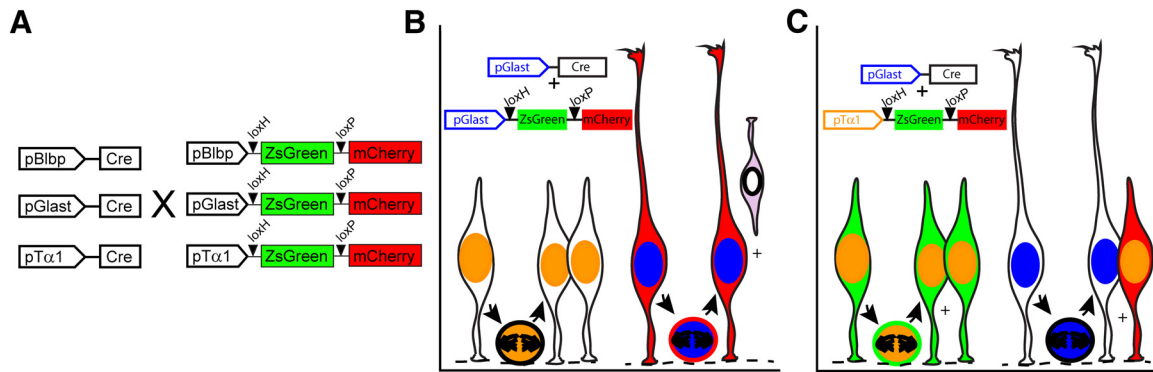 A
pBlbp Cre
pGlast Cre
pTα1 Cre
X
loxH loxP
pBlbp ZsGreen mCherry
loxH loxP
pGlast ZsGreen mCherry
loxH loxP
pTα1 ZsGreen mCherry
B
pGlast Cre
+
loxH loxP
pGlast ZsGreen mCherry
+
C
pGlast Cre
+
loxH loxP
pTα1 ZsGreen mCherry
+
+